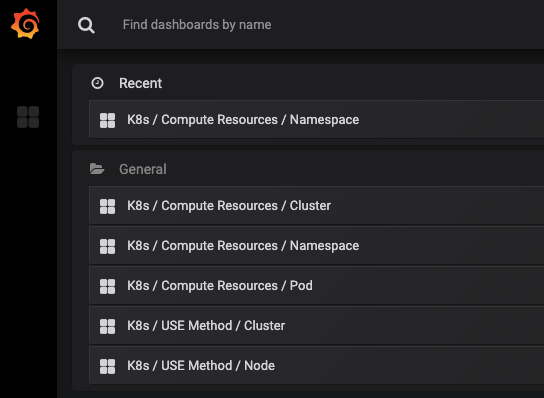 Find dashboards by name
Recent
K8s / Compute Resources / Namespace
General
K8s / Compute Resources / Cluster
K8s / Compute Resources / Namespace
K8s / Compute Resources / Pod
K8s / USE Method / Cluster
K8s / USE Method / Node